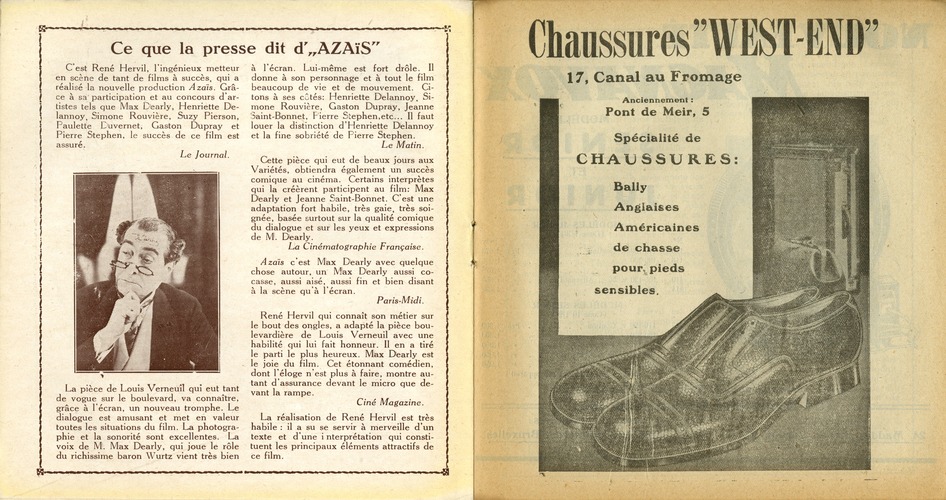 Ce que la presse dit d'„AZAïS”
C'est René Hervil, l'ingénieux metteur
en scène de tant de films à succès, qui a
réalisé la nouvelle production Azaïs. Grâ-
ce à sa participation et au concours d'ar-
tistes tels que Max Dearly, Henriette De-
lannoy, Simone Rouvière, Suzy Pierson,
Paulette Duvernet, Gaston Dupray et
Pierre Stephen, le succès de ce film est
assuré.
Le Journal.
La pièce de Louis Verneuil qui eut tant
de vogue sur le boulevard, va connaître,
grâce à l'écran, un nouveau tromphe. Le
dialogue est amusant et met en valeur
toutes les situations du film. La photogra-
phie et la sonorité sont excellentes. La
voix de M. Max Dearly, qui joue le rôle
du richissime baron Wurtz vient très bien
à l'écran. Lui-même est fort drôle. Il
donne à son personnage et à tout le film
beaucoup de vie et de mouvement. Ci-
tons à ses côtés: Henriette Delannoy, Si-
mone Rouvière, Gaston Dupray, Jeanne
Saint-Bonnet, Pierre Stephen,etc... Il faut
louer la distinction d'Henriette Delannoy
et la fine sobriété de Pierre Stephen.
Le Matin.
Cette pièce qui eut de beaux jours aux
Variétés, obtiendra également un succès
comique au cinéma. Certains interprètes
qui la créèrent participent au film: Max
Dearly et Jeanne Saint-Bonnet. C'est une
adaptation fort habile, très gaie, très soi-
gnée, basée surtout sur la qualité comique
du dialogue et sur les yeux et expressions
de M. Dearly.
La Cinématographie Française.
Azaïs c'est Max Dearly avec quelque
chose autour, un Max Dearly aussi co-
casse, aussi aisé, aussi fin et bien disant
à la scène qu'à l'écran.
Paris-Midi.
René Hervil qui connaît son métier sur
le bout des ongles, a adapté la pièce bou-
levardière de Louis Verneuil avec une
habilité qui lui fait honneur. Il en a tiré
le parti le plus heureux. Max Dearly est
le joie du film. Cet étonnant comédien,
dont l'éloge n'est plus à faire, montre au-
tant d'assurance devant le micro que de-
vant la rampe.
Ciné Magazine.
La réalisation de René Hervil est très
habile : il a su se servir à merveille d'un
texte et d'une interprétation qui consti-
tuent les principaux éléments attractifs de
ce film.
Chaussures "WEST-END"
17, Canal au Fromage
Anciennement :
Pont de Meir, 5
Spécialité de
CHAUSSURES:
Bally
Anglaises
Américaines
de chasse
pour pieds
sensibles.